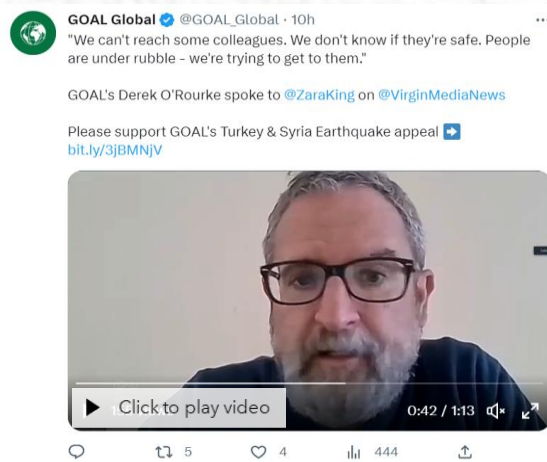 GOAL Global @GOAL_Global · 10h
"We can't reach some colleagues. We don't know if they're safe. People
are under rubble - we're trying to get to them."
GOAL's Derek O'Rourke spoke to @ZaraKing on @VirginMediaNews
Please support GOAL's Turkey & Syria Earthquake appeal ➡️
bit.ly/3jBMNjV
Click to play video
0:42 / 1:13
5
4
444